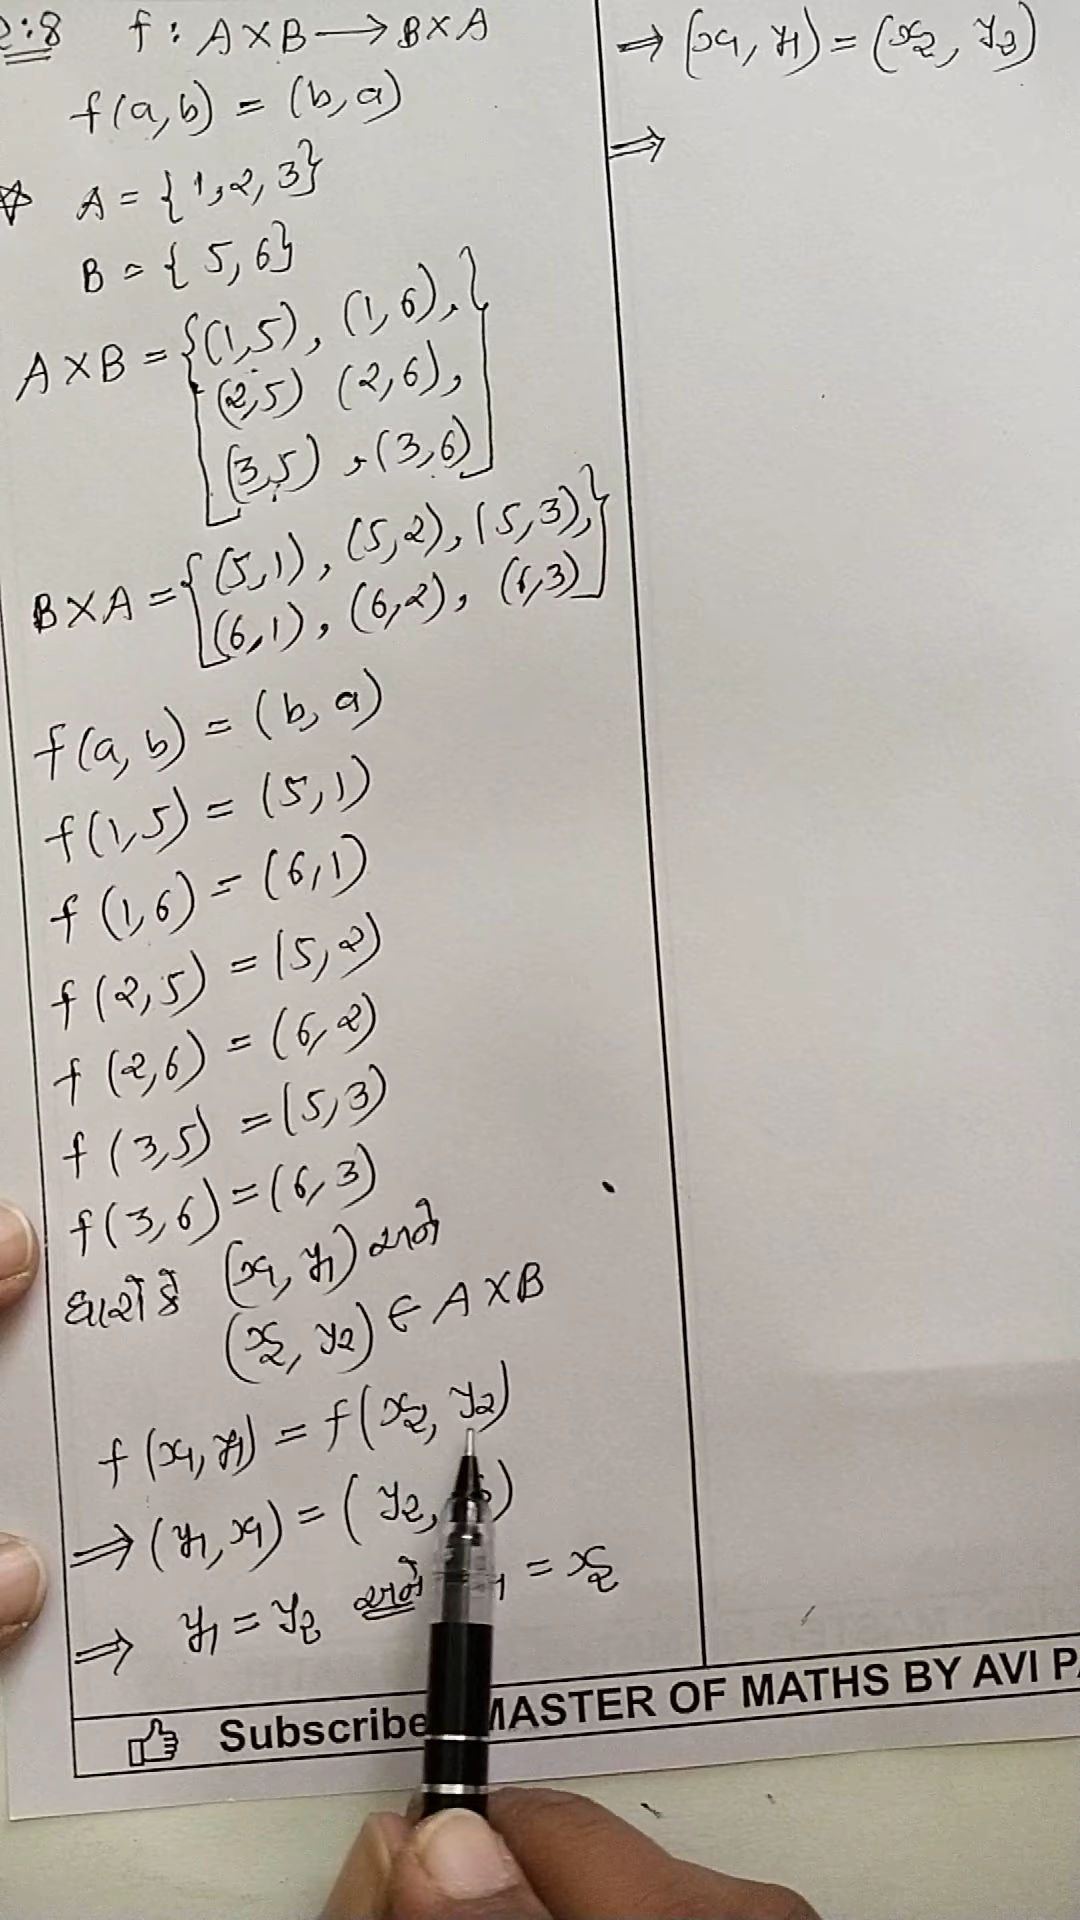 2:8 f : A×B ⟶ B×A
f(a, b) = (b, a)
☆ A = {1, 2, 3}
B = {5, 6}
A×B = {(1,5), (1,6),
(2,5) (2,6),
(3,5), (3,6)}
B×A = {(5,1), (5,2), (5,3),
(6,1), (6,2), (6,3)}
f(a, b) = (b, a)
f(1,5) = (5,1)
f(1,6) = (6,1)
f(2,5) = (5,2)
f(2,6) = (6,2)
f(3,5) = (5,3)
f(3,6) = (6,3)
ધારો કે (x₁, y₁) અને
(x₂, y₂) ∈ A×B
f(x₁, y₁) = f(x₂, y₂)
⟹ (y₁, x₁) = (y₂,
⟹ y₁ = y₂ અને = x₂
⟹ (x₁, y₁) = (x₂, y₂)
⟹
Subscribe MASTER OF MATHS BY AVI